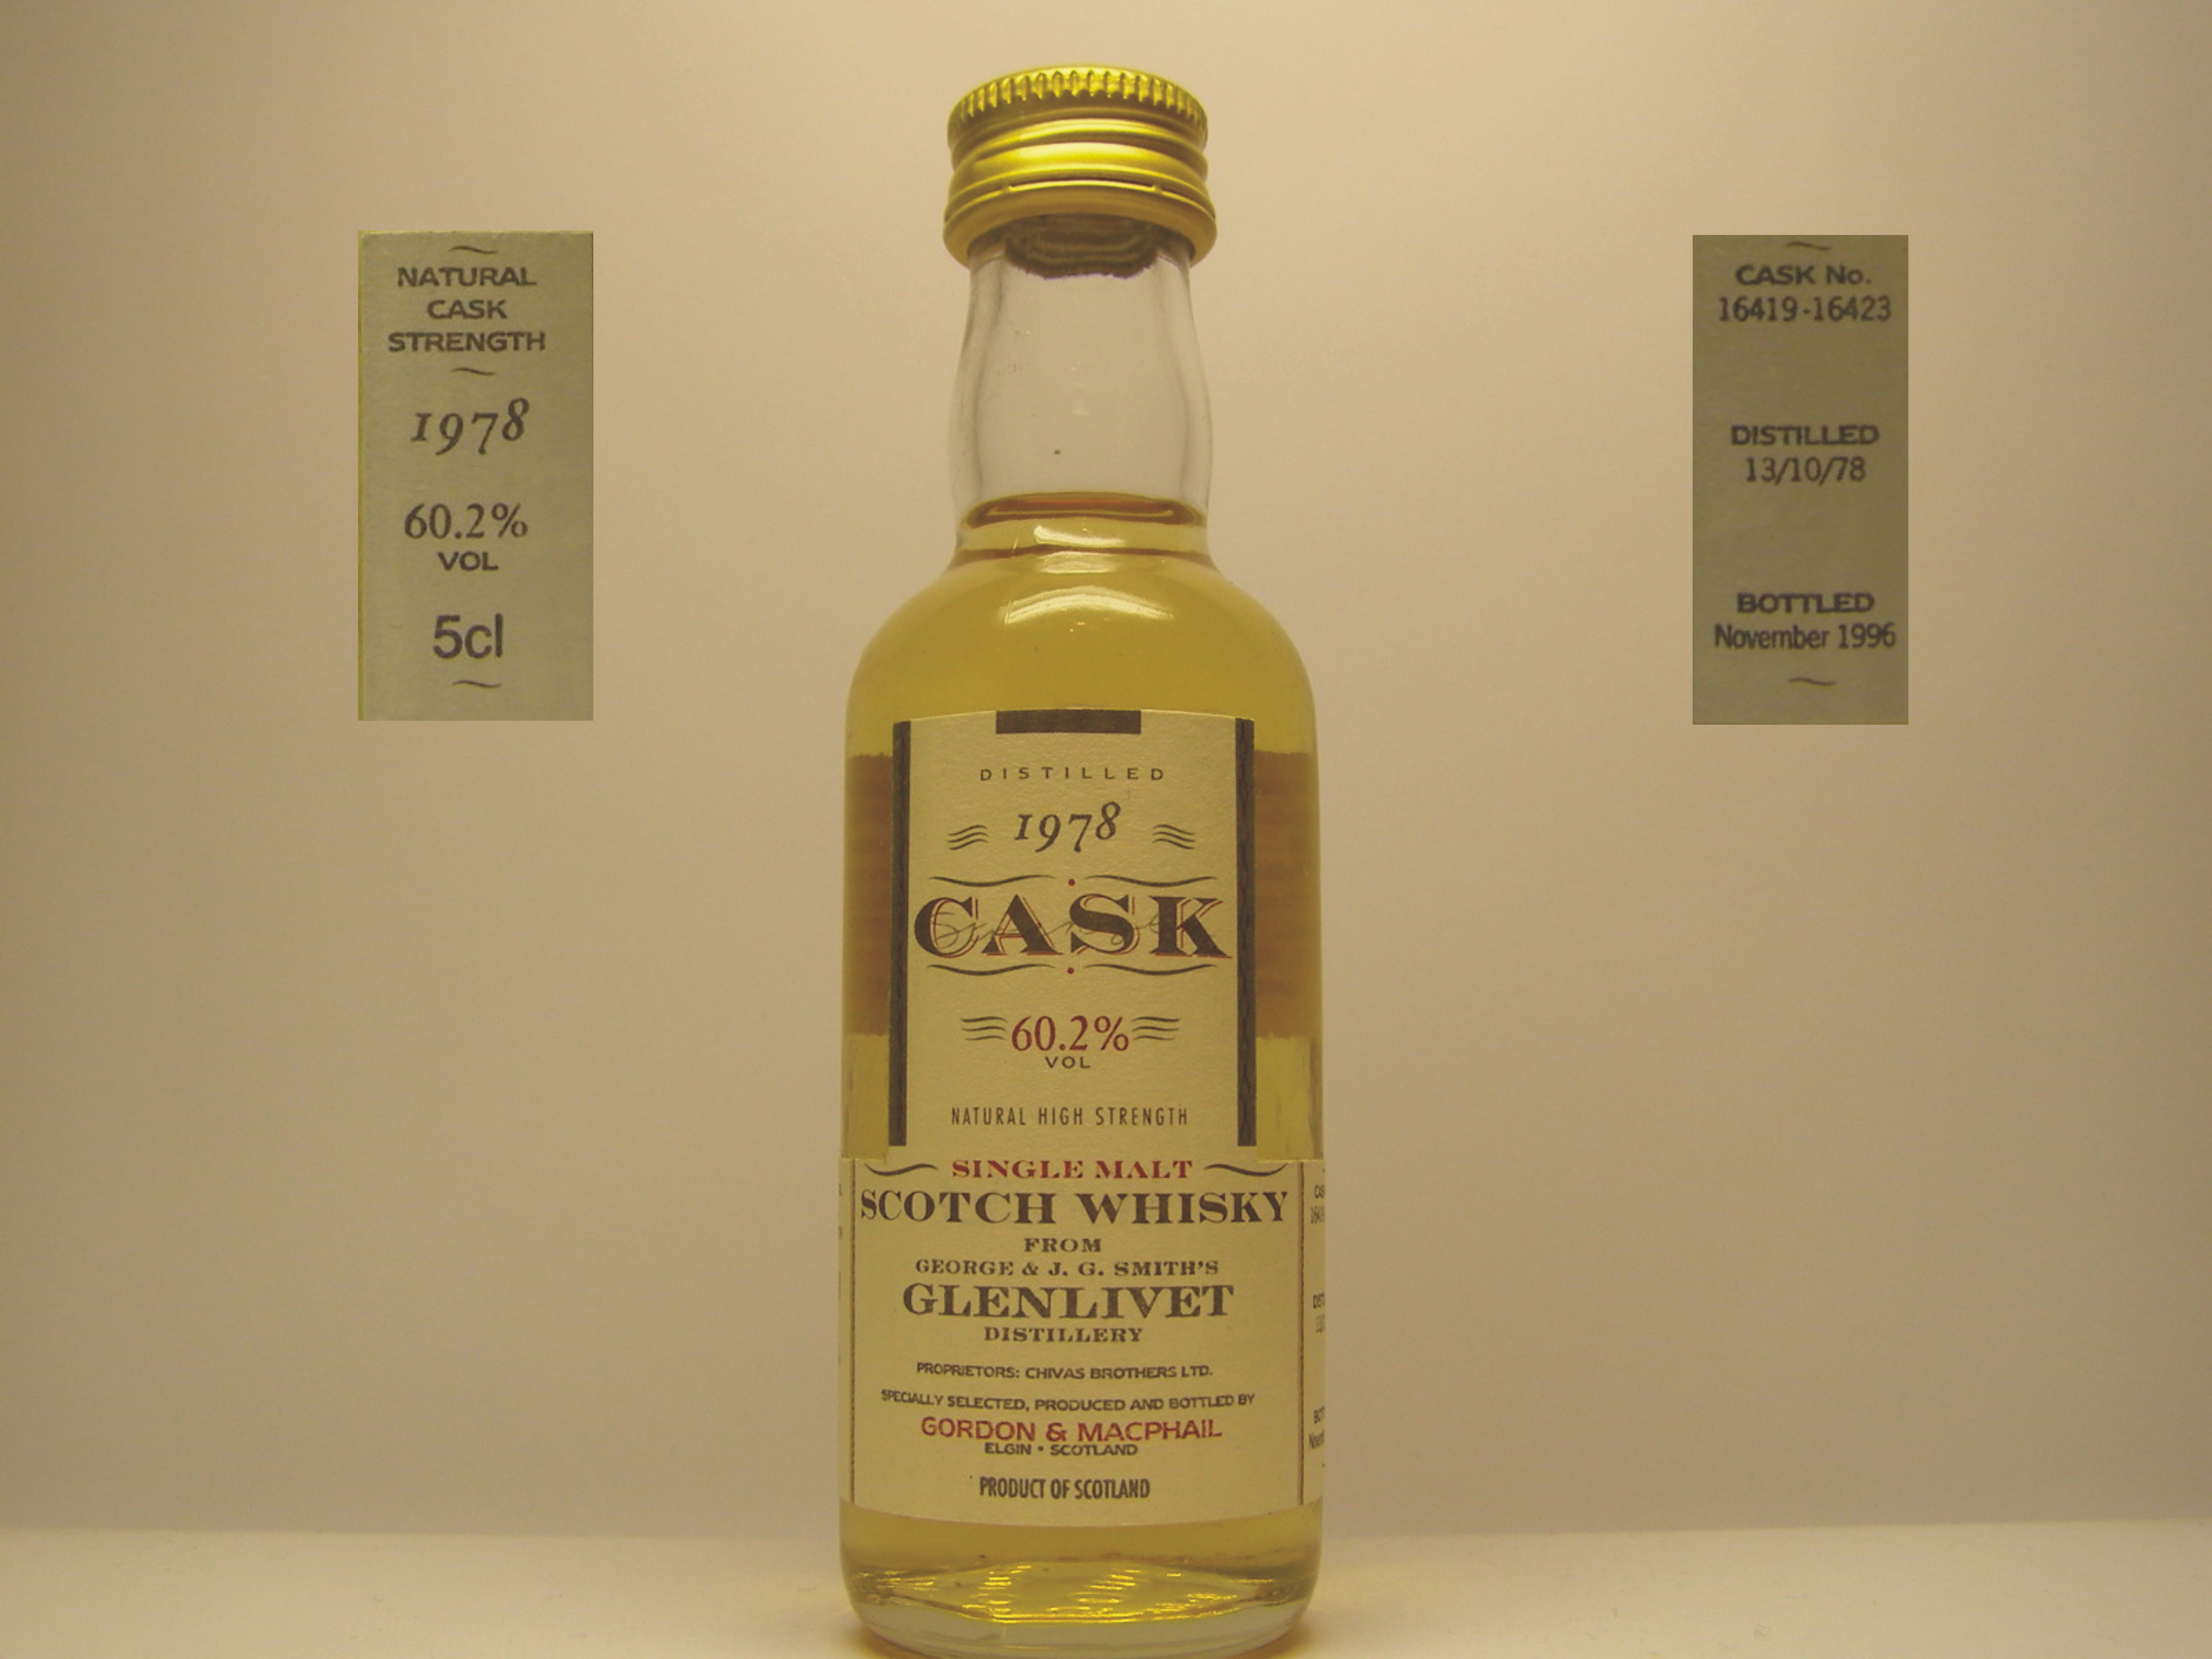 NATURAL
CASK
STRENGTH
1978
60.2%
VOL
5cl
CASK No.
16419-16423
DISTILLED
13/10/78
BOTTLED
November 1996
DISTILLED
1978
CASK
60.2%
VOL
NATURAL HIGH STRENGTH
SINGLE MALT
SCOTCH WHISKY
FROM
GEORGE & J. G. SMITH'S
GLENLIVET
DISTILLERY
PROPRIETORS: CHIVAS BROTHERS LTD.
SPECIALLY SELECTED, PRODUCED AND BOTTLED BY
GORDON & MACPHAIL
ELGIN • SCOTLAND
PRODUCT OF SCOTLAND